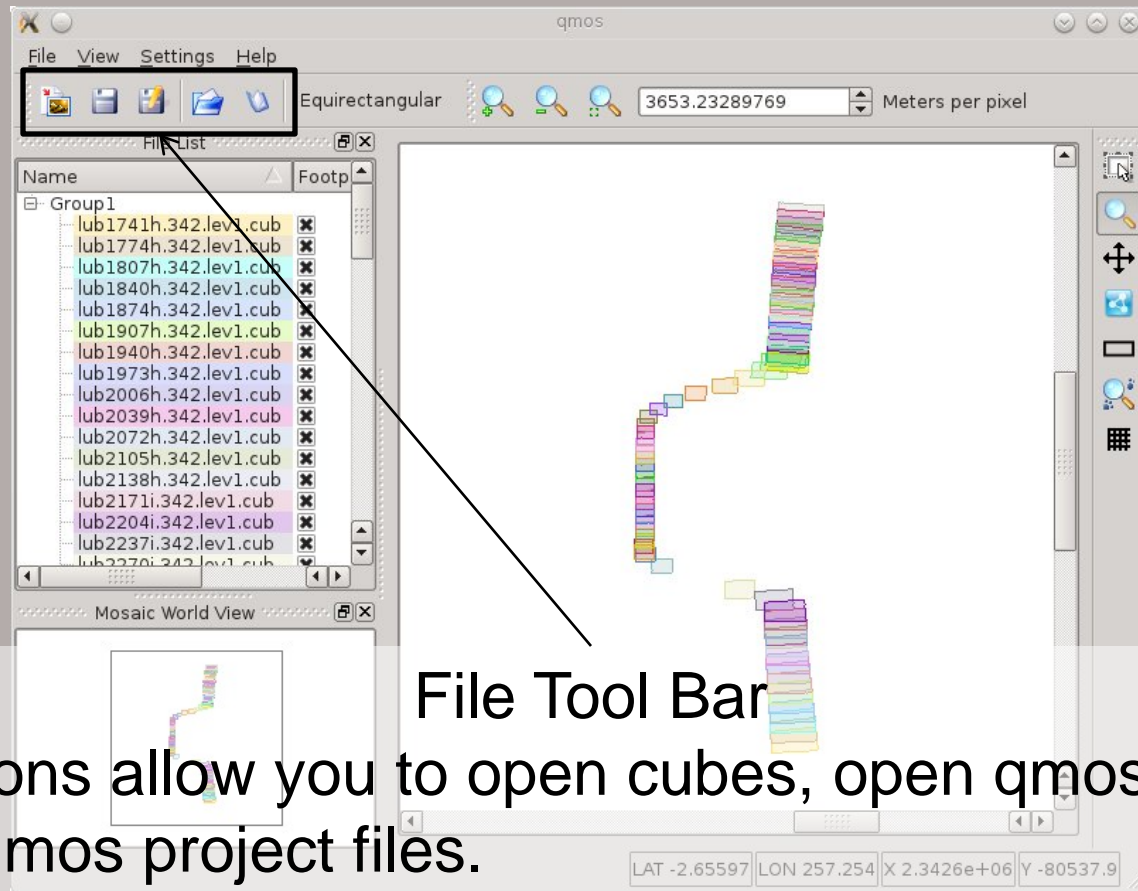 qmos
File View Settings Help
Equirectangular 3653.23289769 Meters per pixel
File List
Name Footp
Group1
lub1741h.342.lev1.cub
lub1774h.342.lev1.cub
lub1807h.342.lev1.cub
lub1840h.342.lev1.cub
lub1874h.342.lev1.cub
lub1907h.342.lev1.cub
lub1940h.342.lev1.cub
lub1973h.342.lev1.cub
lub2006h.342.lev1.cub
lub2039h.342.lev1.cub
lub2072h.342.lev1.cub
lub2105h.342.lev1.cub
lub2138h.342.lev1.cub
lub2171i.342.lev1.cub
lub2204i.342.lev1.cub
lub2237i.342.lev1.cub
lub2270i.342.lev1.cub
Mosaic World View
File Tool Bar
ons allow you to open cubes, open qmos
mos project files.
LAT -2.65597 LON 257.254 X 2.3426e+06 Y -80537.9